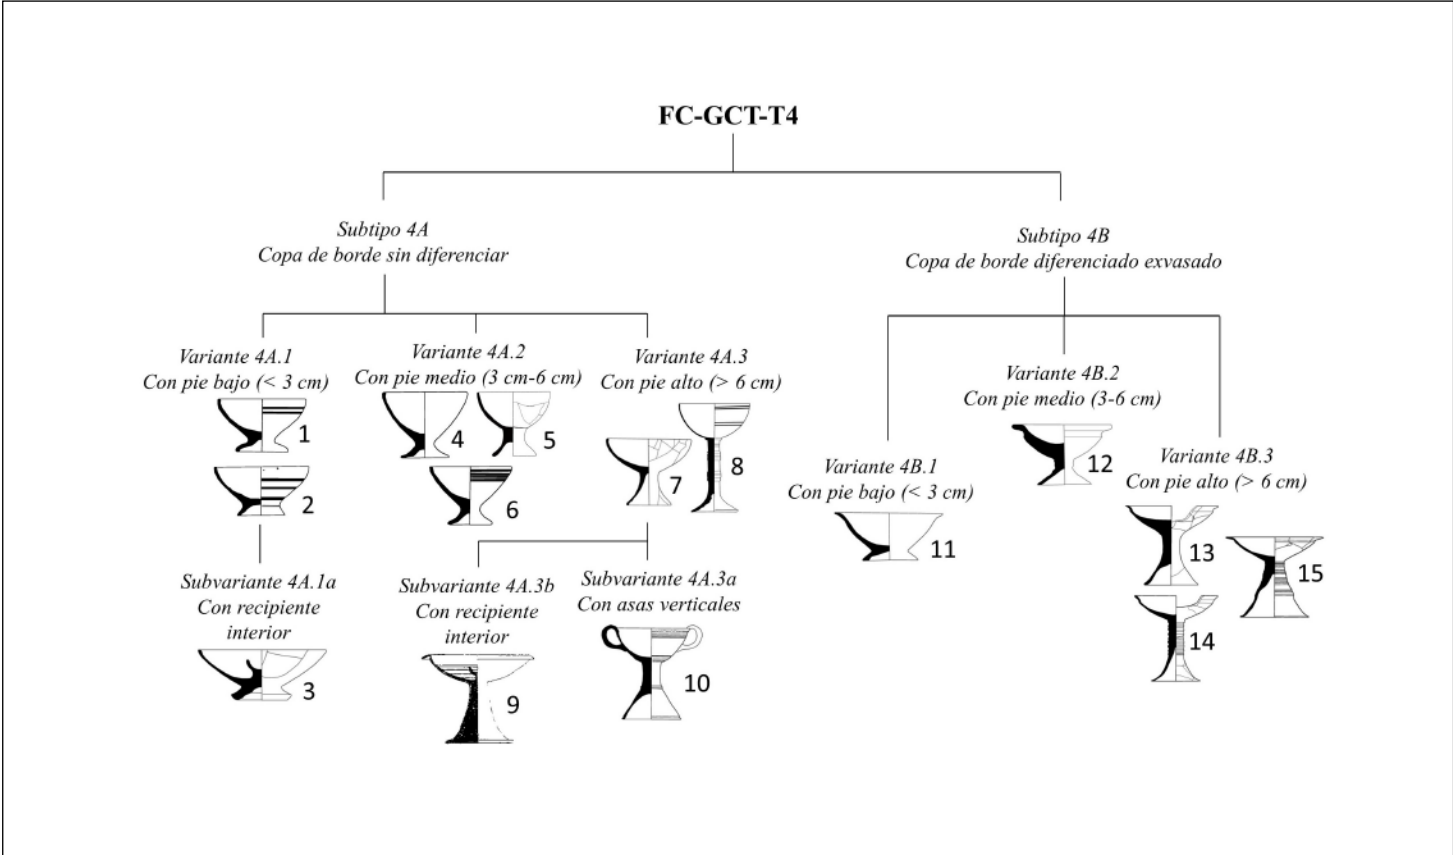 FC-GCT-T4
Subtipo 4A
Copa de borde sin diferenciar
Variante 4A.1
Con pie bajo (< 3 cm)
1
2
Subvariante 4A.1a
Con recipiente
interior
3
Variante 4A.2
Con pie medio (3 cm-6 cm)
4
5
6
Variante 4A.3
Con pie alto (> 6 cm)
7
8
Subvariante 4A.3b
Con recipiente
interior
9
Subvariante 4A.3a
Con asas verticales
10
Subtipo 4B
Copa de borde diferenciado exvasado
Variante 4B.1
Con pie bajo (< 3 cm)
11
Variante 4B.2
Con pie medio (3-6 cm)
12
Variante 4B.3
Con pie alto (> 6 cm)
13
14
15